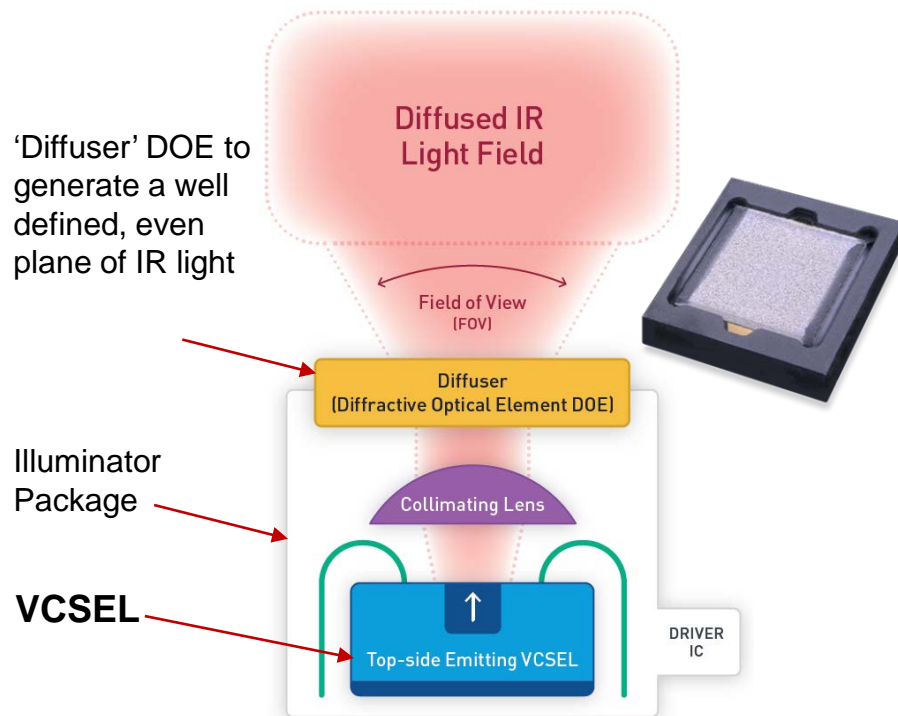 Diffused IR
Light Field
‘Diffuser’ DOE to
generate a well
defined, even
plane of IR light
Field of View
(FOV)
Diffuser
(Diffractive Optical Element DOE)
Illuminator
Package
Collimating Lens
VCSEL
Top-side Emitting VCSEL
DRIVER
IC